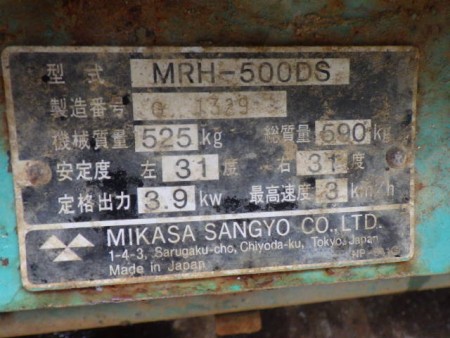 型式 MRH-500DS
製造番号 1329
機械質量 525 kg 総質量 590 kg
安定度 左 31 度 右 31 度
定格出力 3.9 kw 最高速度 3 km/h
MIKASA SANGYO CO.,LTD.
1-4-3, Sarugaku-cho, Chiyoda-ku, Tokyo, Japan
Made in Japan